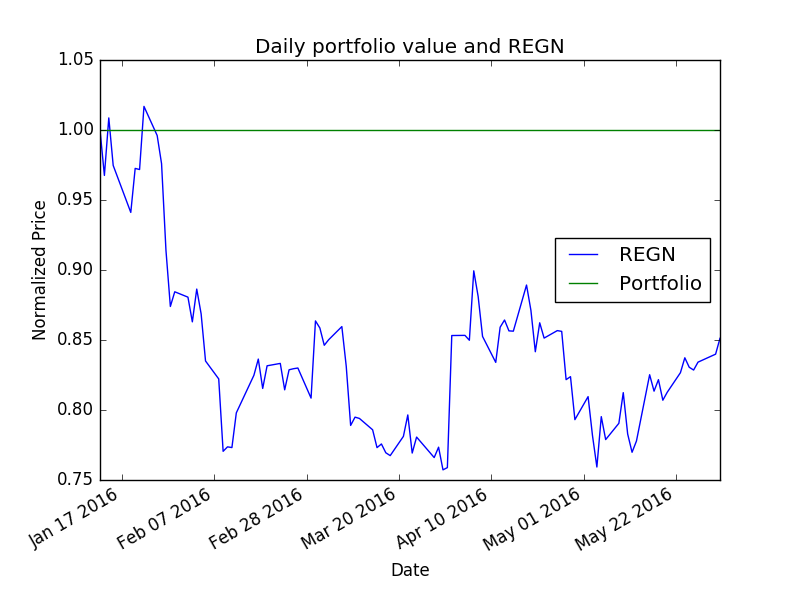 Daily portfolio value and REGN
1.05
1.00
0.95
0.90
0.85
0.80
0.75
Normalized Price
REGN
Portfolio
Jan 17 2016
Feb 07 2016
Feb 28 2016
Mar 20 2016
Apr 10 2016
May 01 2016
May 22 2016
Date